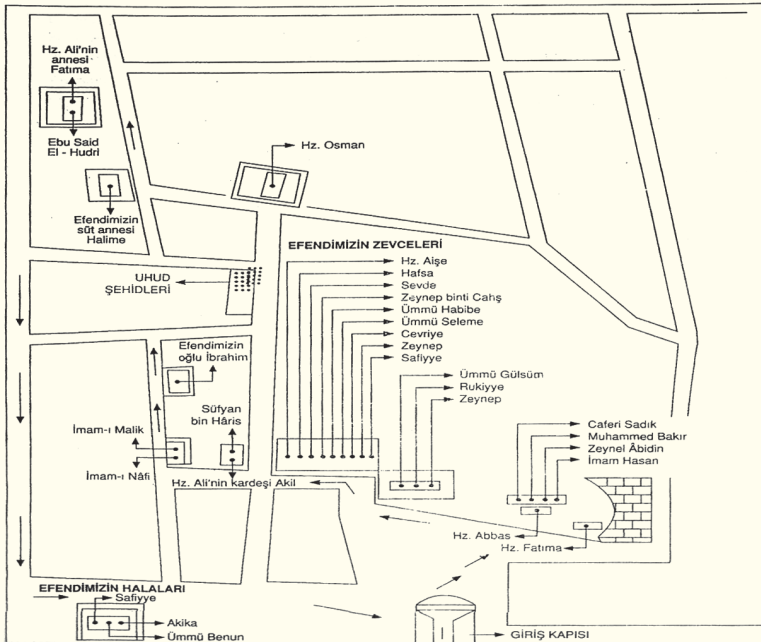 Hz. Ali'nin
annesi
Fatıma
Ebu Said
El - Hudri
Efendimizin
süt annesi
Halime
Hz. Osman
UHUD
ŞEHİDLERİ
EFENDİMİZİN ZEVCELERİ
Hz. Aişe
Hafsa
Sevde
Zeynep binti Cahş
Ümmü Habibe
Ümmü Seleme
Cevriye
Zeynep
Safiyye
Ümmü Gülsüm
Rukiyye
Zeynep
Efendimizin
oğlu İbrahim
Süfyan
bin Hâris
İmam-ı Malik
İmam-ı Nâfi
Hz. Ali'nin kardeşi Akil
Caferi Sadık
Muhammed Bakır
Zeynel Âbidin
İmam Hasan
Hz. Abbas
Hz. Fatıma
EFENDİMİZİN HALALARI
Safiyye
Akika
Ümmü Benun
GİRİŞ KAPISI